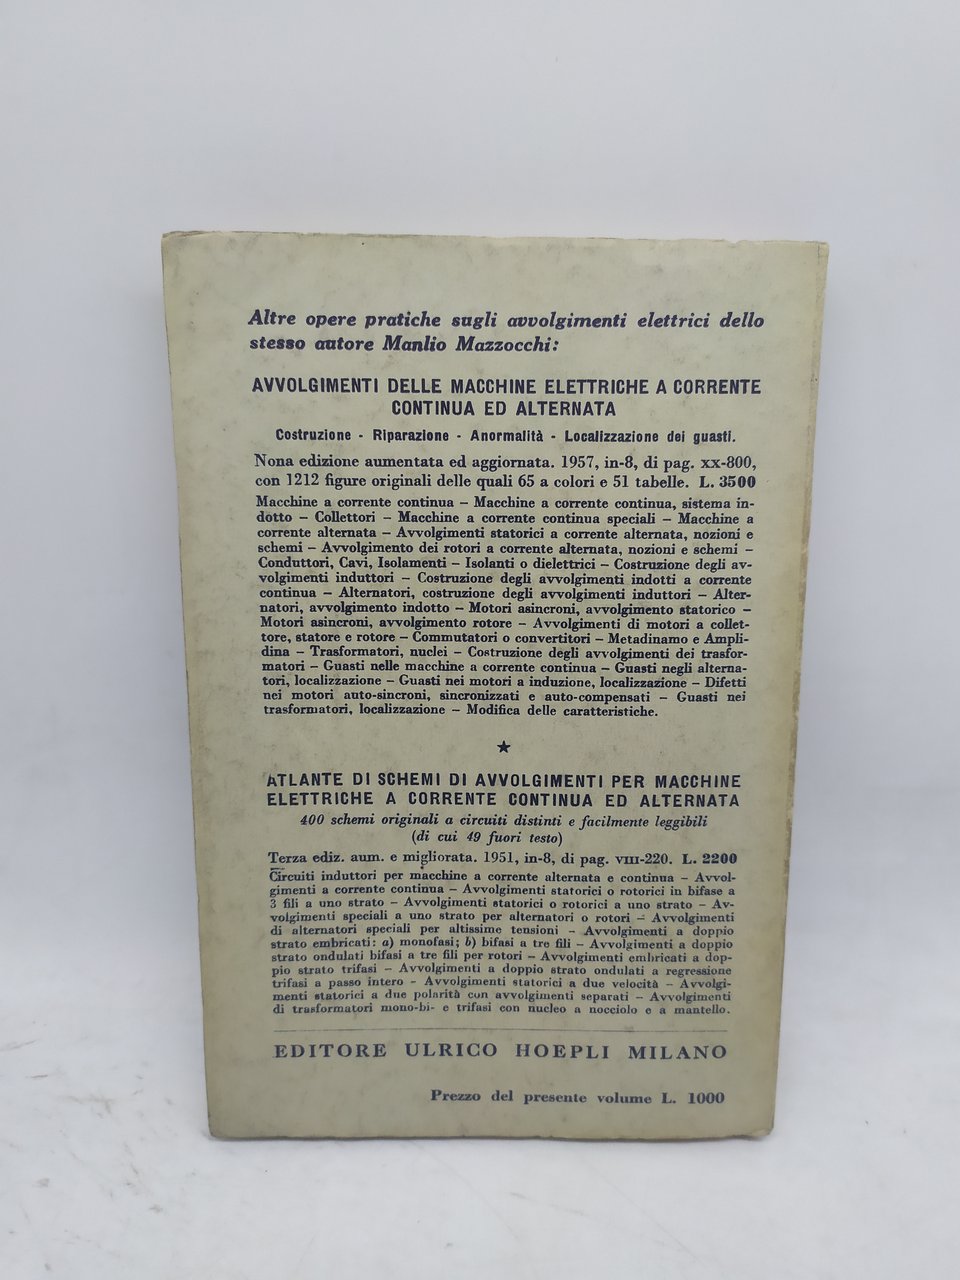 Altre opere pratiche sugli avvolgimenti elettrici dello
stesso autore Manlio Mazzocchi:
AVVOLGIMENTI DELLE MACCHINE ELETTRICHE A CORRENTE
CONTINUA ED ALTERNATA
Costruzione - Riparazione - Anormalità - Localizzazione dei guasti.
Nona edizione aumentata ed aggiornata. 1957, in-8, di pag. XX-800,
con 1212 figure originali delle quali 65 a colori e 51 tabelle. L. 3500
Macchine a corrente continua – Macchine a corrente continua, sistema in-
dotto – Collettori – Macchine a corrente continua speciali – Macchine a
corrente alternata – Avvolgimenti statorici a corrente alternata, nozioni e
schemi – Avvolgimento dei rotori a corrente alternata, nozioni e schemi –
Conduttori, Cavi, Isolamenti – Isolanti o dielettrici – Costruzione degli av-
volgimenti induttori – Costruzione degli avvolgimenti indotti a corrente
continua – Alternatori, costruzione degli avvolgimenti induttori – Alter-
natori, avvolgimento indotto – Motori asincroni, avvolgimento statorico –
Motori asincroni, avvolgimento rotore – Avvolgimenti di motori a collet-
tore, statore e rotore – Commutatori o convertitori – Metadinamo e Ampli-
dina – Trasformatori, nuclei – Costruzione degli avvolgimenti dei trasfor-
matori – Guasti nelle macchine a corrente continua – Guasti negli alterna-
tori, localizzazione – Guasti nei motori a induzione, localizzazione – Difetti
nei motori auto-sincroni, sincronizzati e auto-compensati – Guasti nei
trasformatori, localizzazione – Modifica delle caratteristiche.
★
ATLANTE DI SCHEMI DI AVVOLGIMENTI PER MACCHINE
ELETTRICHE A CORRENTE CONTINUA ED ALTERNATA
400 schemi originali a circuiti distinti e facilmente leggibili
(di cui 49 fuori testo)
Terza ediz. aum. e migliorata. 1951, in-8, di pag. VIII-220. L. 2200
Circuiti induttori per macchine a corrente alternata e continua – Avvol-
gimenti a corrente continua – Avvolgimenti statorici o rotorici in bifase a
3 fili a uno strato – Avvolgimenti statorici o rotorici a uno strato – Av-
volgimenti speciali a uno strato per alternatori o rotori – Avvolgimenti
di alternatori speciali per altissime tensioni – Avvolgimenti a doppio
strato embricati: a) monofasi; b) bifasi a tre fili – Avvolgimenti a doppio
strato ondulati bifasi a tre fili per rotori – Avvolgimenti embricati a dop-
pio strato trifasi – Avvolgimenti a doppio strato ondulati a regressione
trifasi a passo intero – Avvolgimenti statorici a due velocità – Avvolgi-
menti statorici a due polarità con avvolgimenti separati – Avvolgimenti
di trasformatori mono-bi- e trifasi con nucleo a nocciolo e a mantello.
EDITORE ULRICO HOEPLI MILANO
Prezzo del presente volume L. 1000